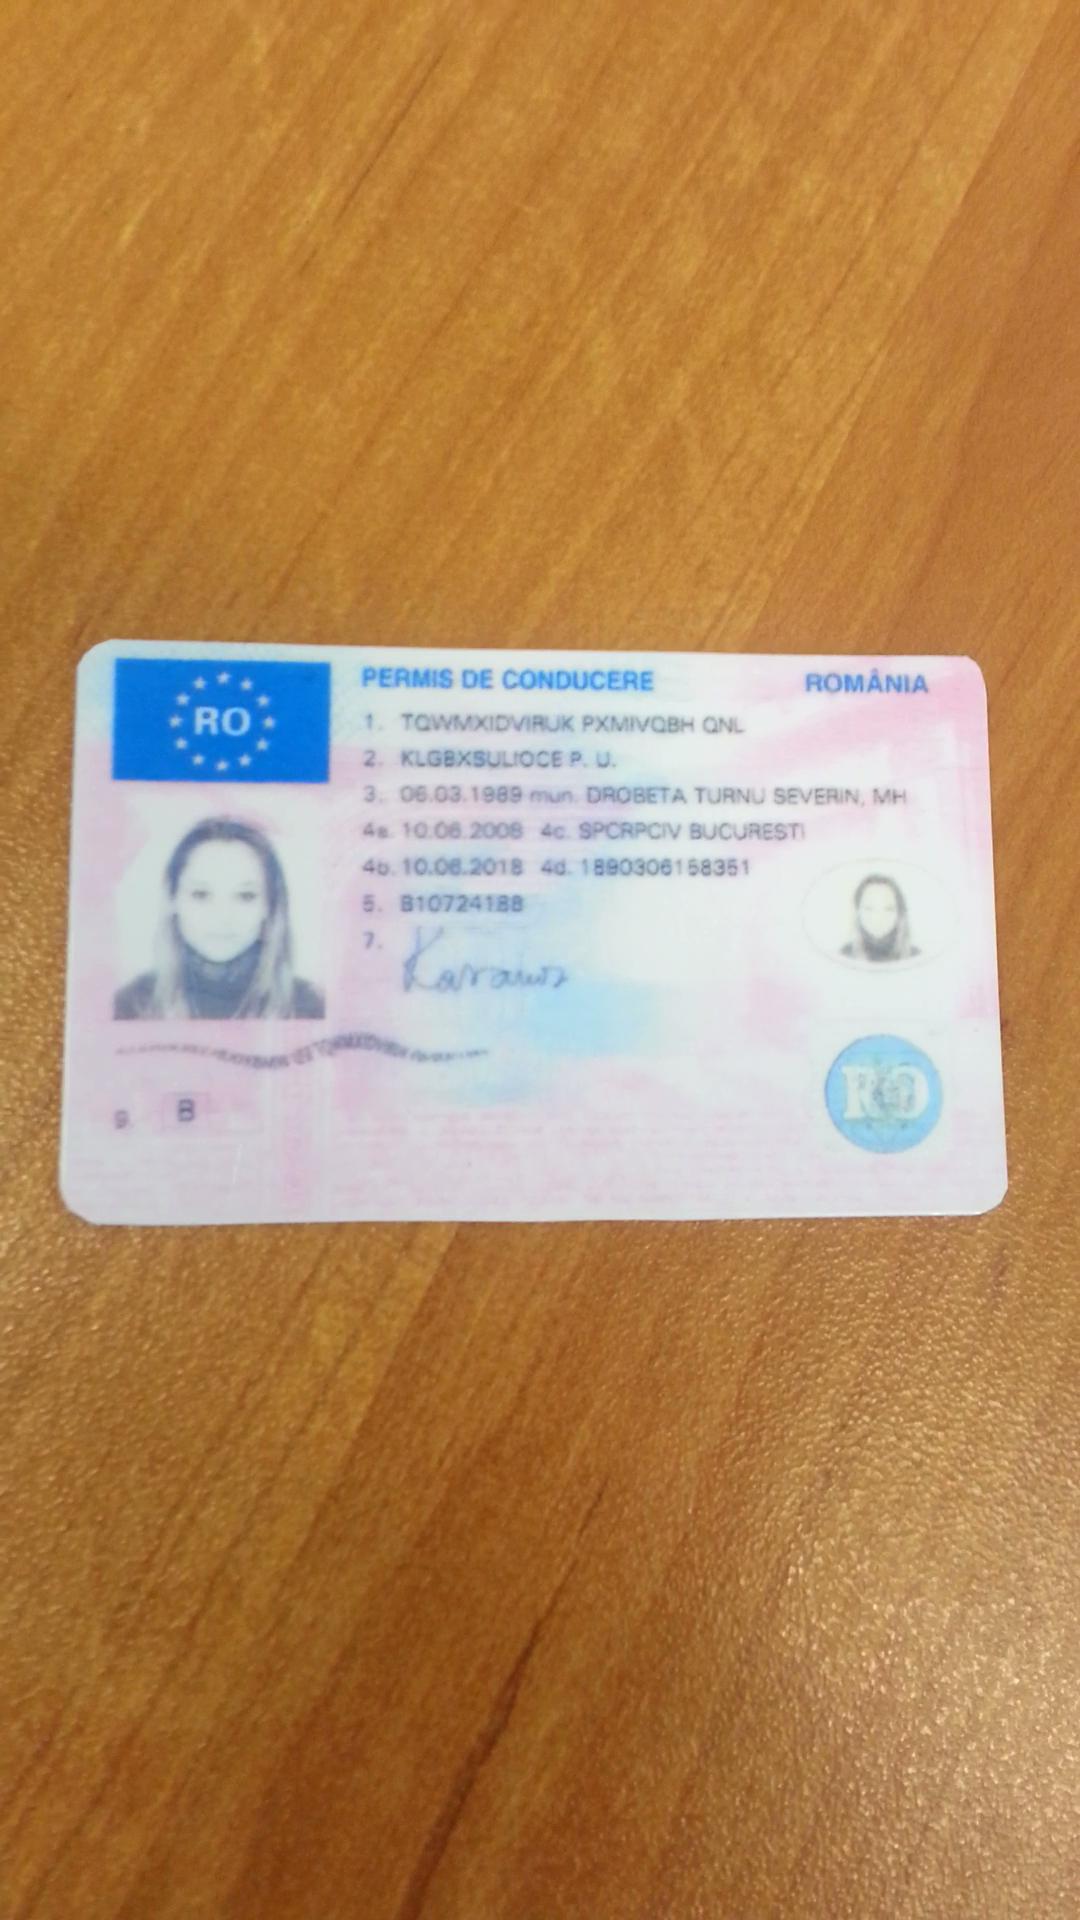 RO
PERMIS DE CONDUCERE ROMÂNIA
1. TQWMXIDVIRUK PXMIVQBH QNL
2. KLGBXSULIOCE P. U.
3. 06.03.1989 mun. DROBETA TURNU SEVERIN, MH
4a. 10.06.2008 4c. SPCRPCIV BUCURESTI
4b. 10.06.2018 4d. 1890306158351
5. B10724188
7.
9. B
RO